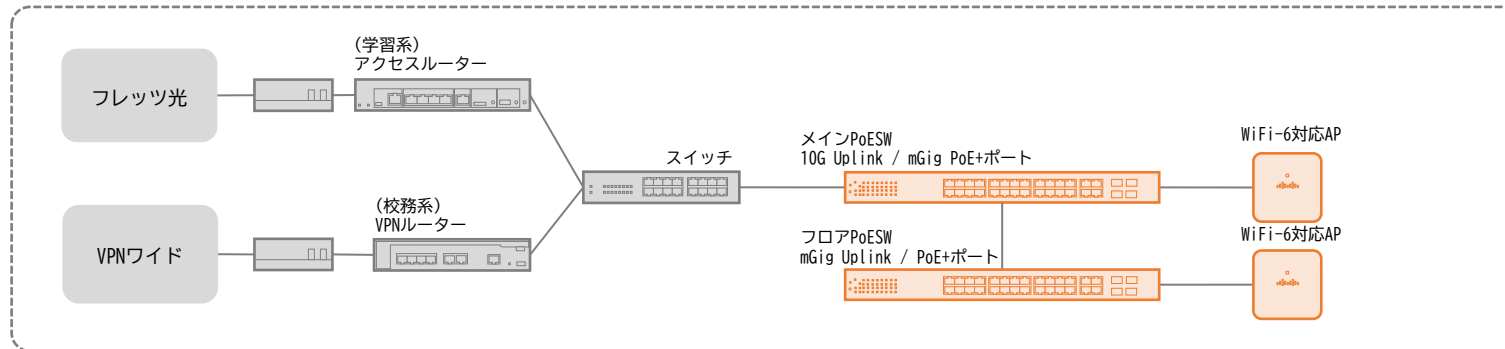 (学習系)
アクセスルーター
フレッツ光
スイッチ
メインPoESW
10G Uplink / mGig PoE+ポート
WiFi-6対応AP
(校務系)
VPNルーター
VPNワイド
フロアPoESW
mGig Uplink / PoE+ポート
WiFi-6対応AP